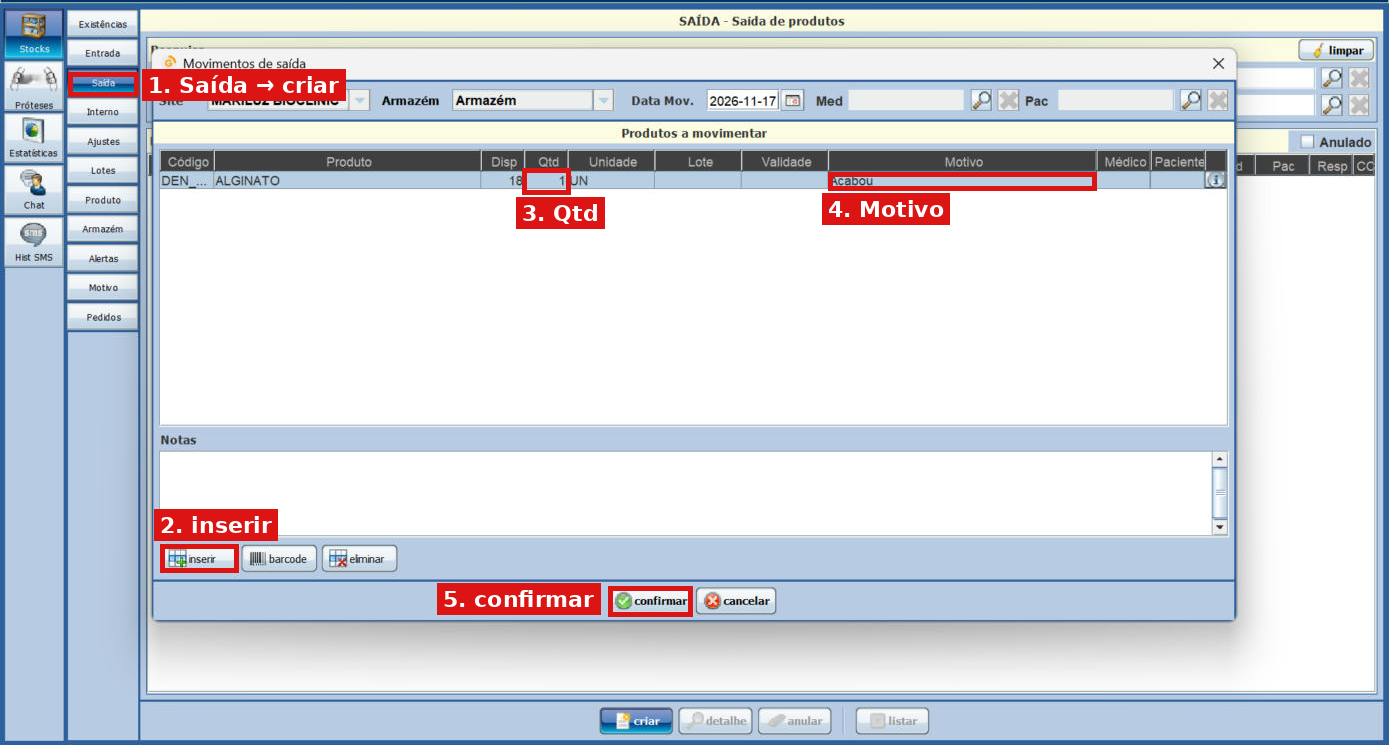 SAÍDA - Saída de produtos
Stocks
Próteses
Estatísticas
Chat
Hist SMS
Existências
Entrada
Saída
Interno
Ajustes
Lotes
Produto
Armazém
Alertas
Motivo
Pedidos
limpar
Anulado
Pac
Resp
Movimentos de saída
1. Saída → criar
Armazém
Armazém
Data Mov.
2026-11-17
Med
Pac
Produtos a movimentar
Código Produto Disp Qtd Unidade Lote Validade Motivo Médico Paciente
DEN_... ALGINATO 18 1 UN Acabou
3. Qtd
4. Motivo
Notas
2. inserir
inserir
barcode
eliminar
5. confirmar
confirmar
cancelar
criar
detalhe
anular
listar